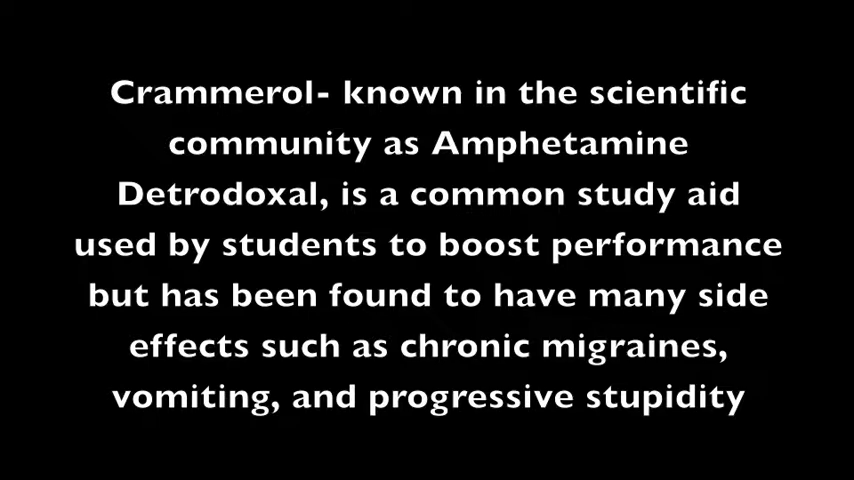 Crammerol- known in the scientific
community as Amphetamine
Detrodoxal, is a common study aid
used by students to boost performance
but has been found to have many side
effects such as chronic migraines,
vomiting, and progressive stupidity